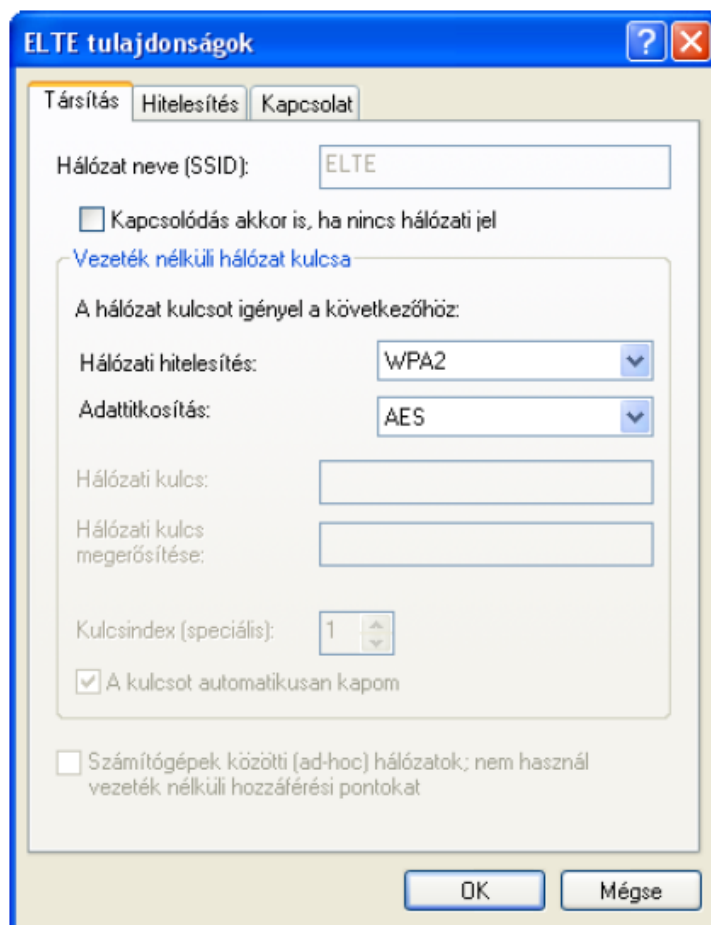 ELTE tulajdonságok
Társítás Hitelesítés Kapcsolat
Hálózat neve (SSID): ELTE
Kapcsolódás akkor is, ha nincs hálózati jel
Vezeték nélküli hálózat kulcsa
A hálózat kulcsot igényel a következőhöz:
Hálózati hitelesítés: WPA2
Adattitkosítás: AES
Hálózati kulcs:
Hálózati kulcs
megerősítése:
Kulcsindex (speciális): 1
A kulcsot automatikusan kapom
Számítógépek közötti (ad-hoc) hálózatok; nem használ
vezeték nélküli hozzáférési pontokat
OK Mégse